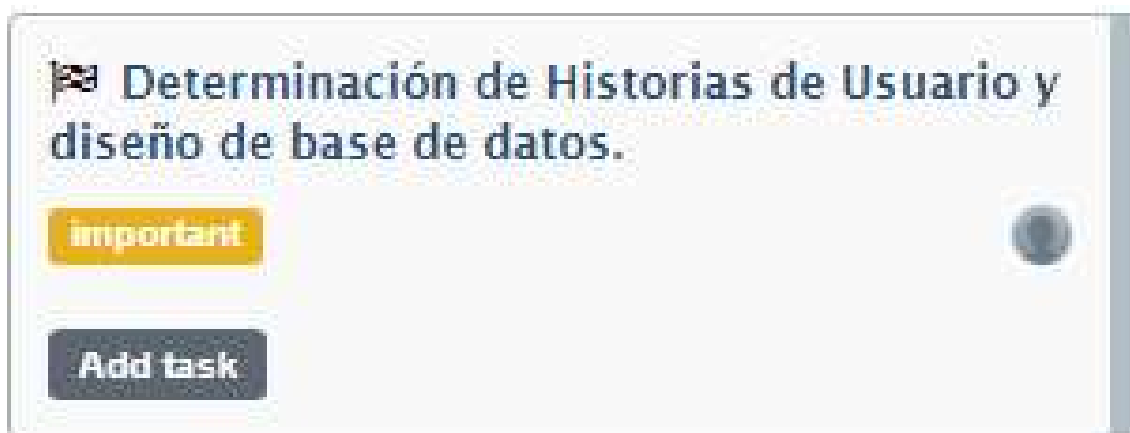 Determinación de Historias de Usuario y
diseño de base de datos.
important
Add task